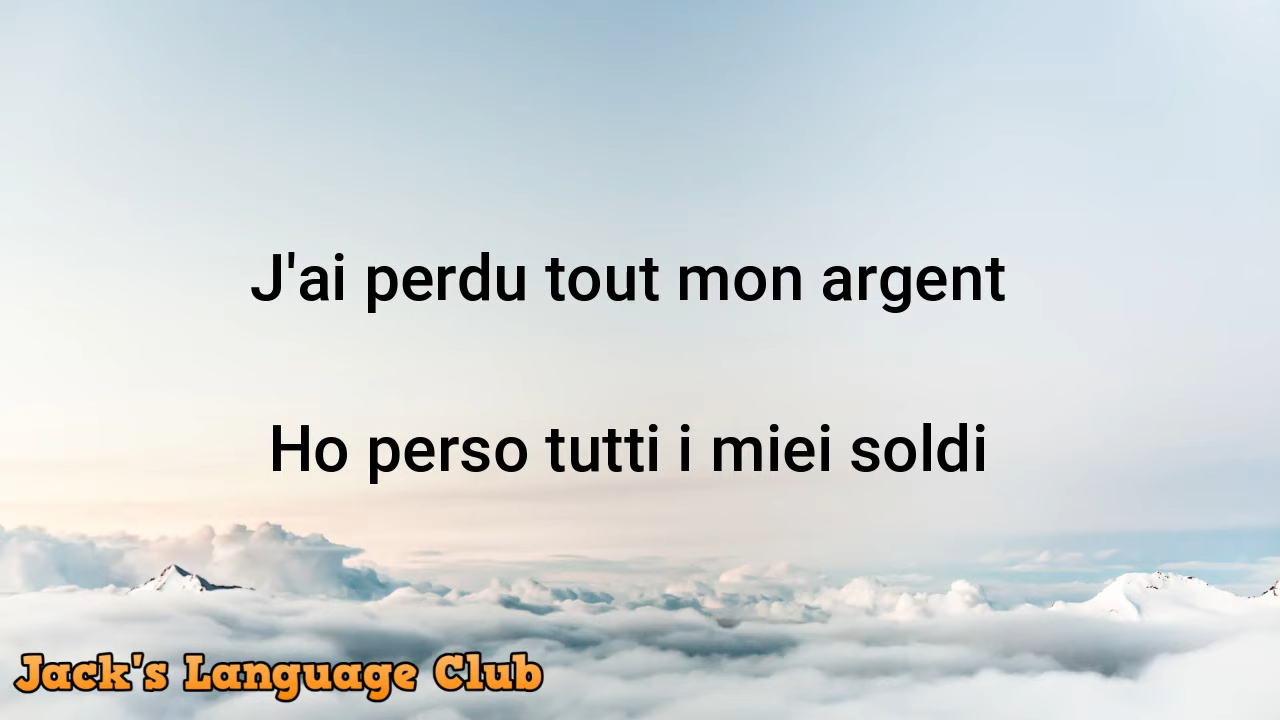 J'ai perdu tout mon argent
Ho perso tutti i miei soldi
Jack's Language Club